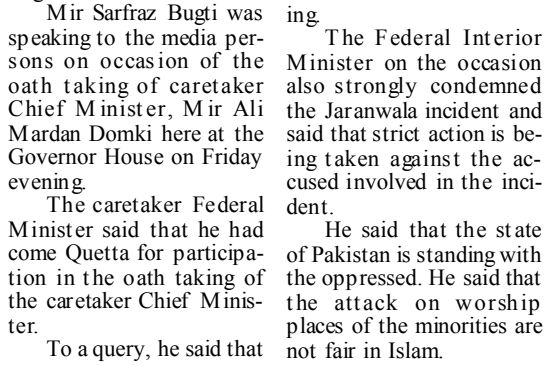 Mir Sarfraz Bugti was
speaking to the media per-
sons on occasion of the
oath taking of caretaker
Chief Minister, Mir Ali
Mardan Domki here at the
Governor House on Friday
evening.
The caretaker Federal
Minister said that he had
come Quetta for participa-
tion in the oath taking of
the caretaker Chief Minis-
ter.
To a query, he said that
ing.
The Federal Interior
Minister on the occasion
also strongly condemned
the Jaranwala incident and
said that strict action is be-
ing taken against the ac-
cused involved in the inci-
dent.
He said that the state
of Pakistan is standing with
the oppressed. He said that
the attack on worship
places of the minorities are
not fair in Islam.